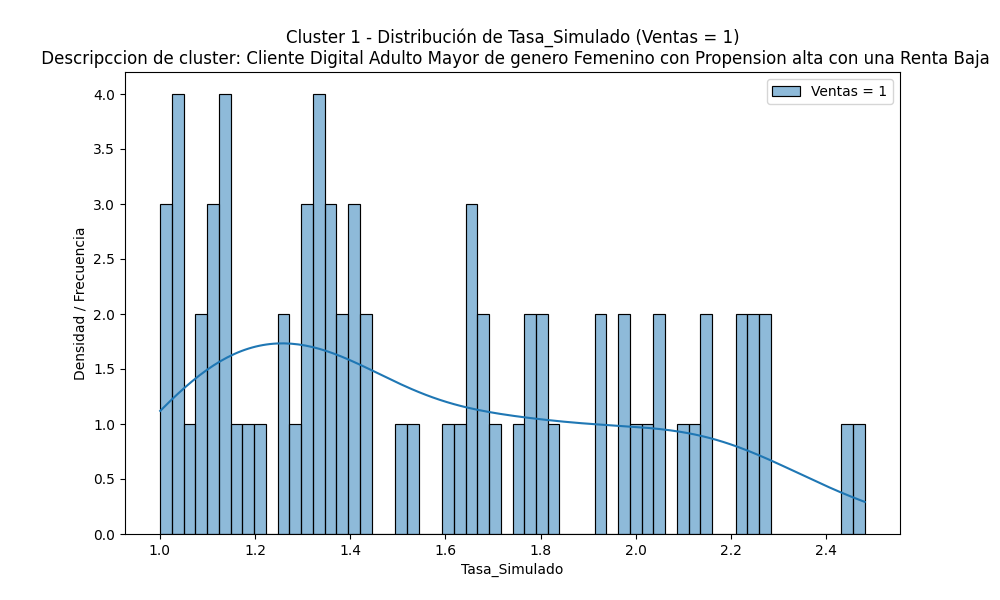 Cluster 1 - Distribución de Tasa_Simulado (Ventas = 1)
Descripccion de cluster: Cliente Digital Adulto Mayor de genero Femenino con Propension alta con una Renta Baja
Ventas = 1
Densidad / Frecuencia
4.0
3.5
3.0
2.5
2.0
1.5
1.0
0.5
0.0
1.0 1.2 1.4 1.6 1.8 2.0 2.2 2.4
Tasa_Simulado